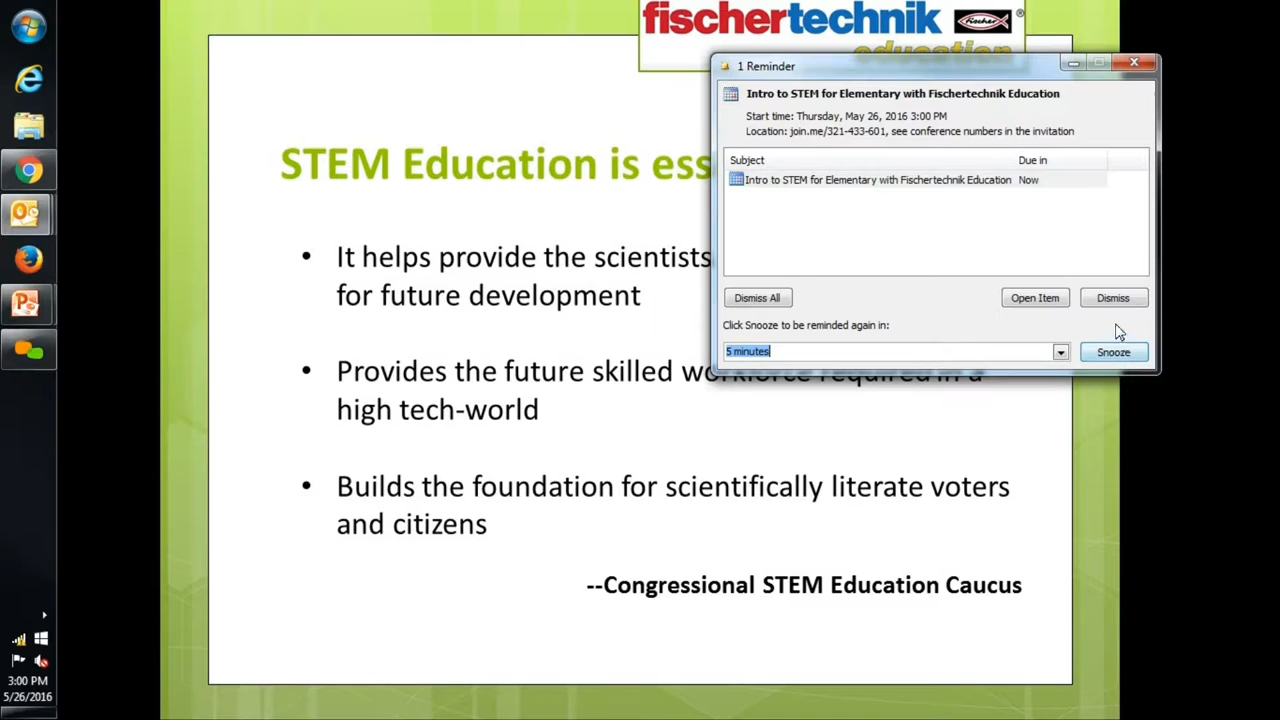 fischertechnik
fischer
®
education
1 Reminder
Intro to STEM for Elementary with Fischertechnik Education
Start time: Thursday, May 26, 2016 3:00 PM
Location: join.me/321-433-601, see conference numbers in the invitation
Subject Due in
Intro to STEM for Elementary with Fischertechnik Education Now
Dismiss All Open Item Dismiss
Click Snooze to be reminded again in:
5 minutes Snooze
STEM Education is ess
• It helps provide the scientists
for future development
• Provides the future skilled workforce required in a
high tech-world
• Builds the foundation for scientifically literate voters
and citizens
--Congressional STEM Education Caucus
3:00 PM
5/26/2016